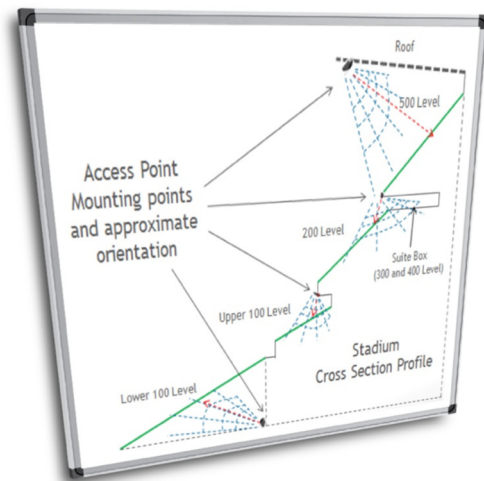 Roof
500 Level
Access Point
Mounting points
and approximate
orientation
200 Level
Suite Box
(300 and 400 Level)
Upper 100 Level
Stadium
Cross Section Profile
Lower 100 Level